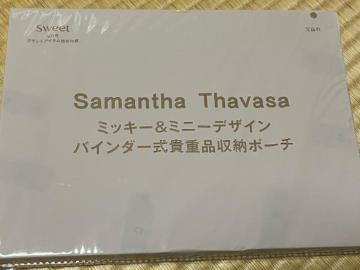 Sweet
Samantha Thavasa
ミッキー&ミニーデザイン
バインダー式貴重品収納ポーチ